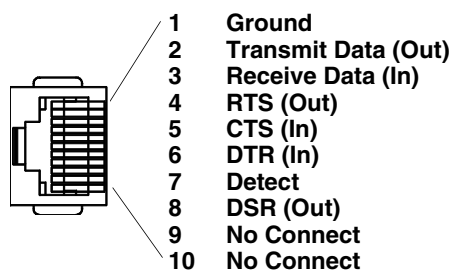 1 Ground
2 Transmit Data (Out)
3 Receive Data (In)
4 RTS (Out)
5 CTS (In)
6 DTR (In)
7 Detect
8 DSR (Out)
9 No Connect
10 No Connect